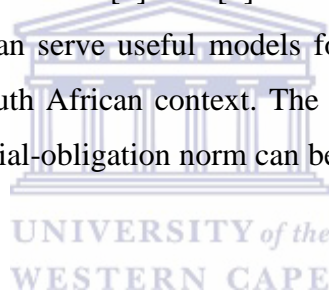 an serve useful models fo
uth African context. The
ial-obligation norm can be
UNIVERSITY of the
WESTERN CAPE